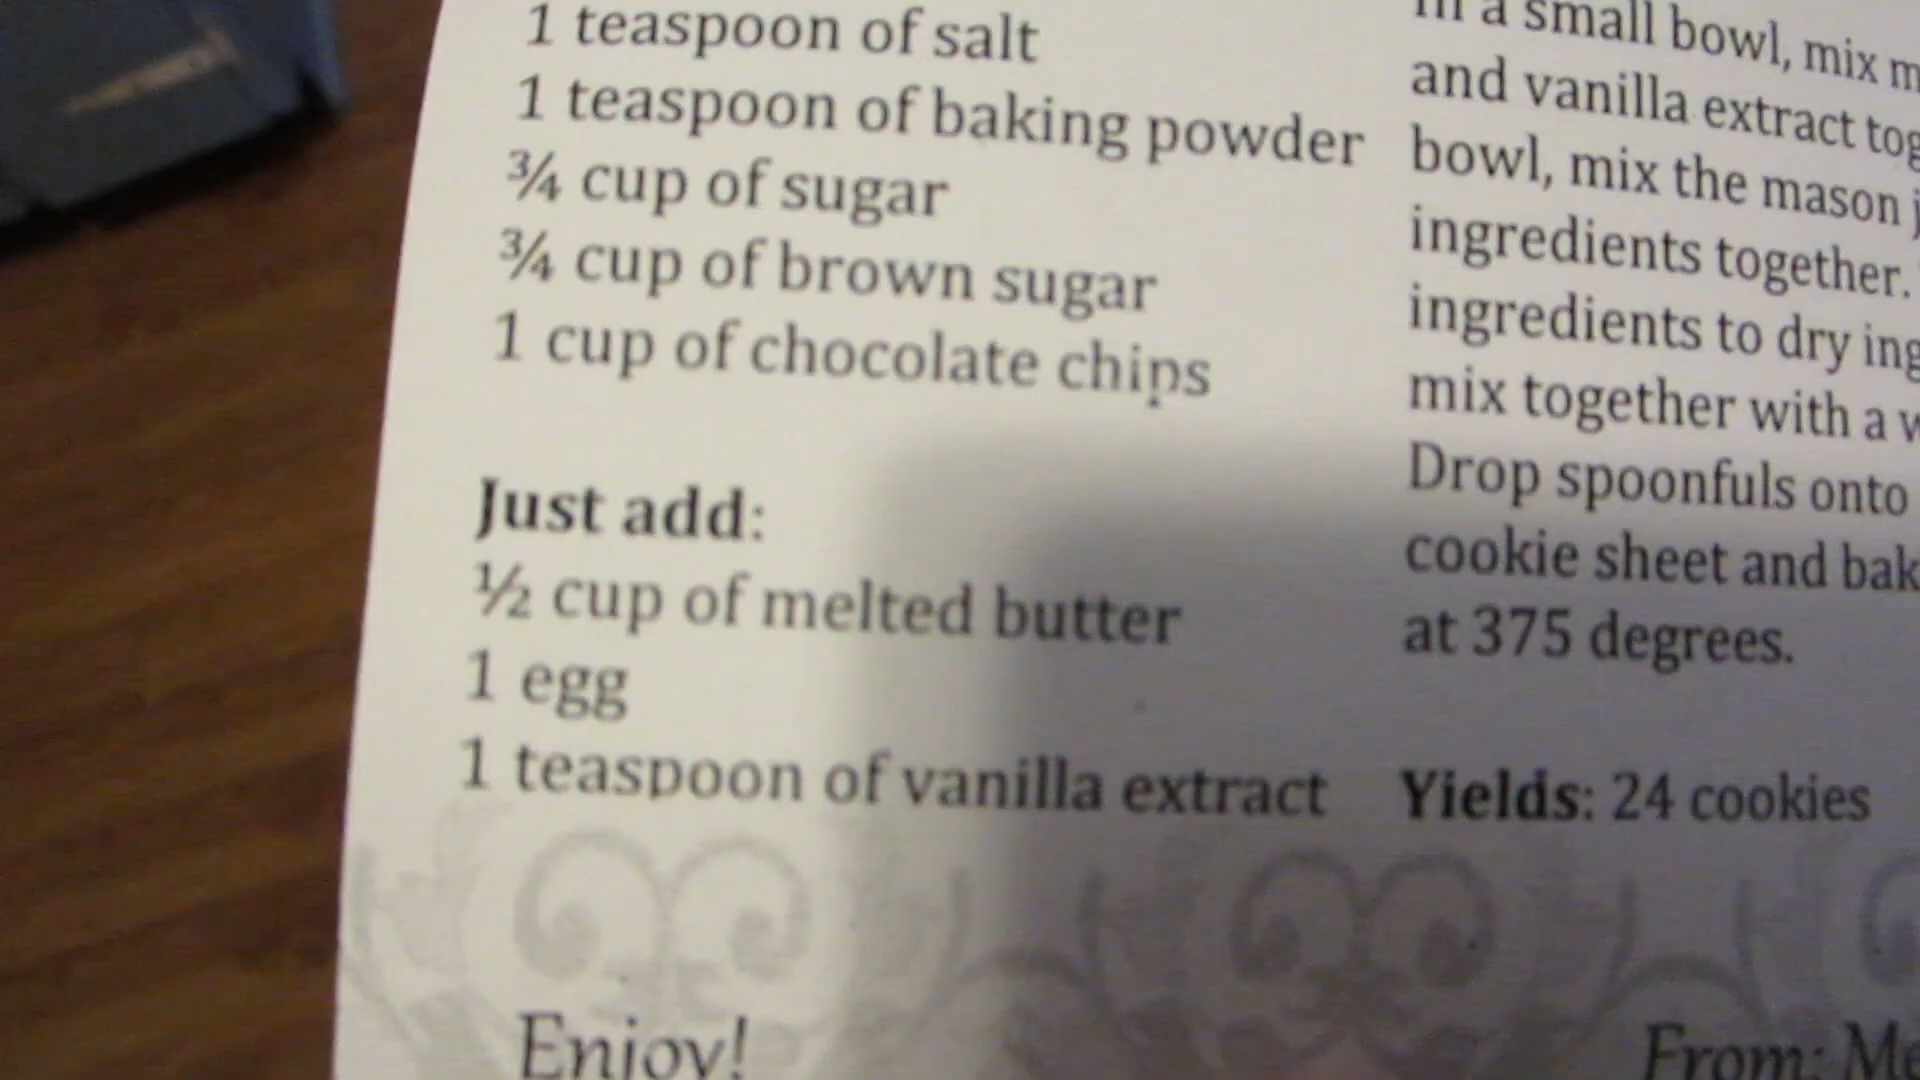 1 teaspoon of salt
1 teaspoon of baking powder
¾ cup of sugar
¾ cup of brown sugar
1 cup of chocolate chips
Just add:
½ cup of melted butter
1 egg
1 teaspoon of vanilla extract
in a small bowl, mix
and vanilla extract
bowl, mix the mason
ingredients together.
ingredients to dry
mix together with a
Drop spoonfuls onto
cookie sheet and
at 375 degrees.
Yields: 24 cookies
Enjoy!
From: